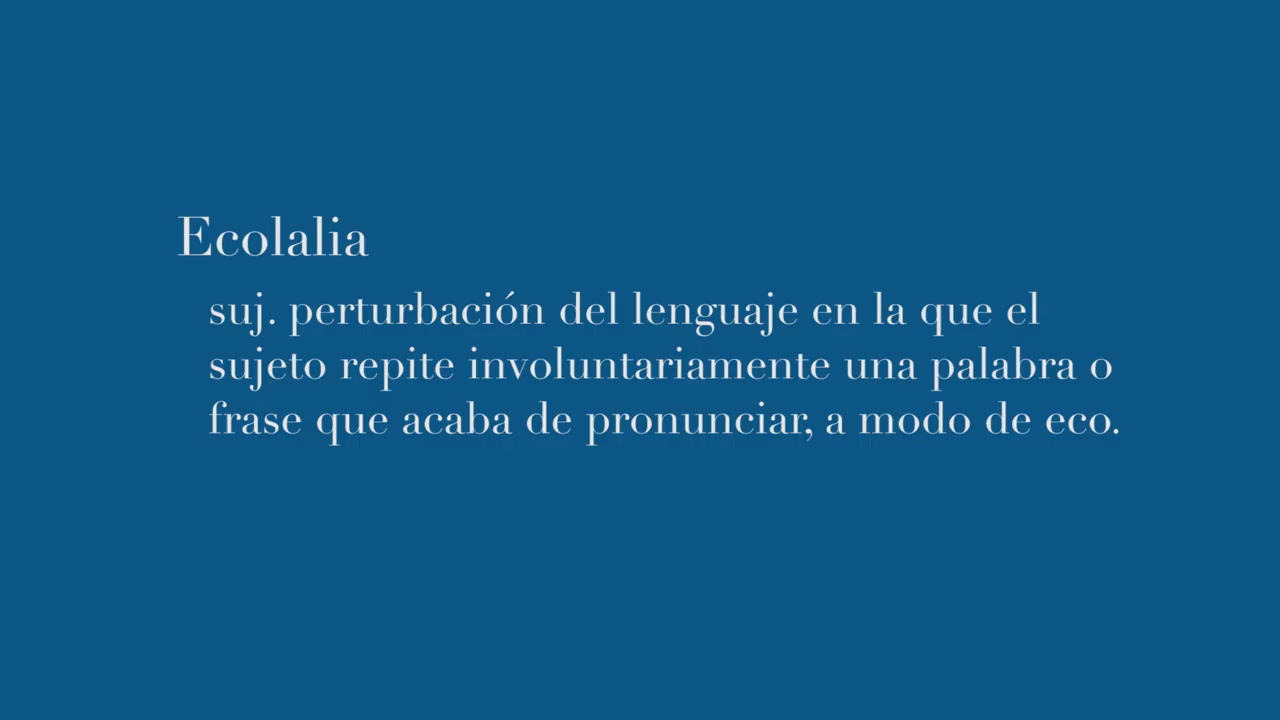 Ecolalia
suj. perturbación del lenguaje en la que el
sujeto repite involuntariamente una palabra o
frase que acaba de pronunciar, a modo de eco.